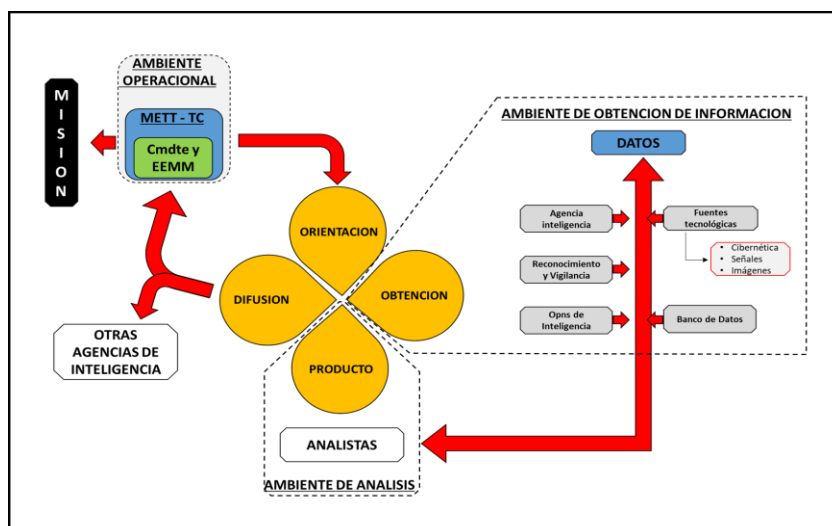 MISION
AMBIENTE
OPERACIONAL
METT - TC
Cmdte y
EEMM
AMBIENTE DE OBTENCION DE INFORMACION
DATOS
Agencia
inteligencia
Fuentes
tecnológicas
• Cibernética
• Señales
• Imágenes
Reconocimiento
y Vigilancia
Opns de
Inteligencia
Banco de Datos
ORIENTACION
DIFUSION
OBTENCION
PRODUCTO
OTRAS
AGENCIAS DE
INTELIGENCIA
ANALISTAS
AMBIENTE DE ANALISIS